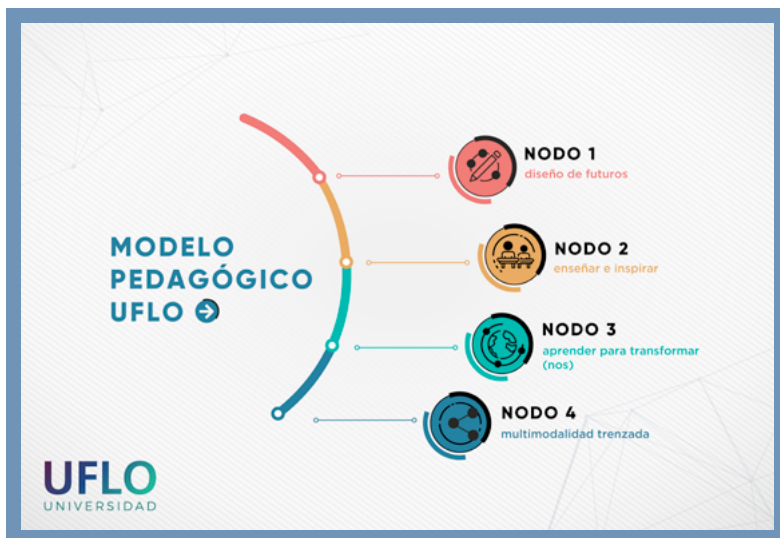 MODELO
PEDAGÓGICO
UFLO
NODO 1
diseño de futuros
NODO 2
enseñar e inspirar
NODO 3
aprender para transformar
(nos)
NODO 4
multimodalidad trenzada
UFLO
UNIVERSIDAD